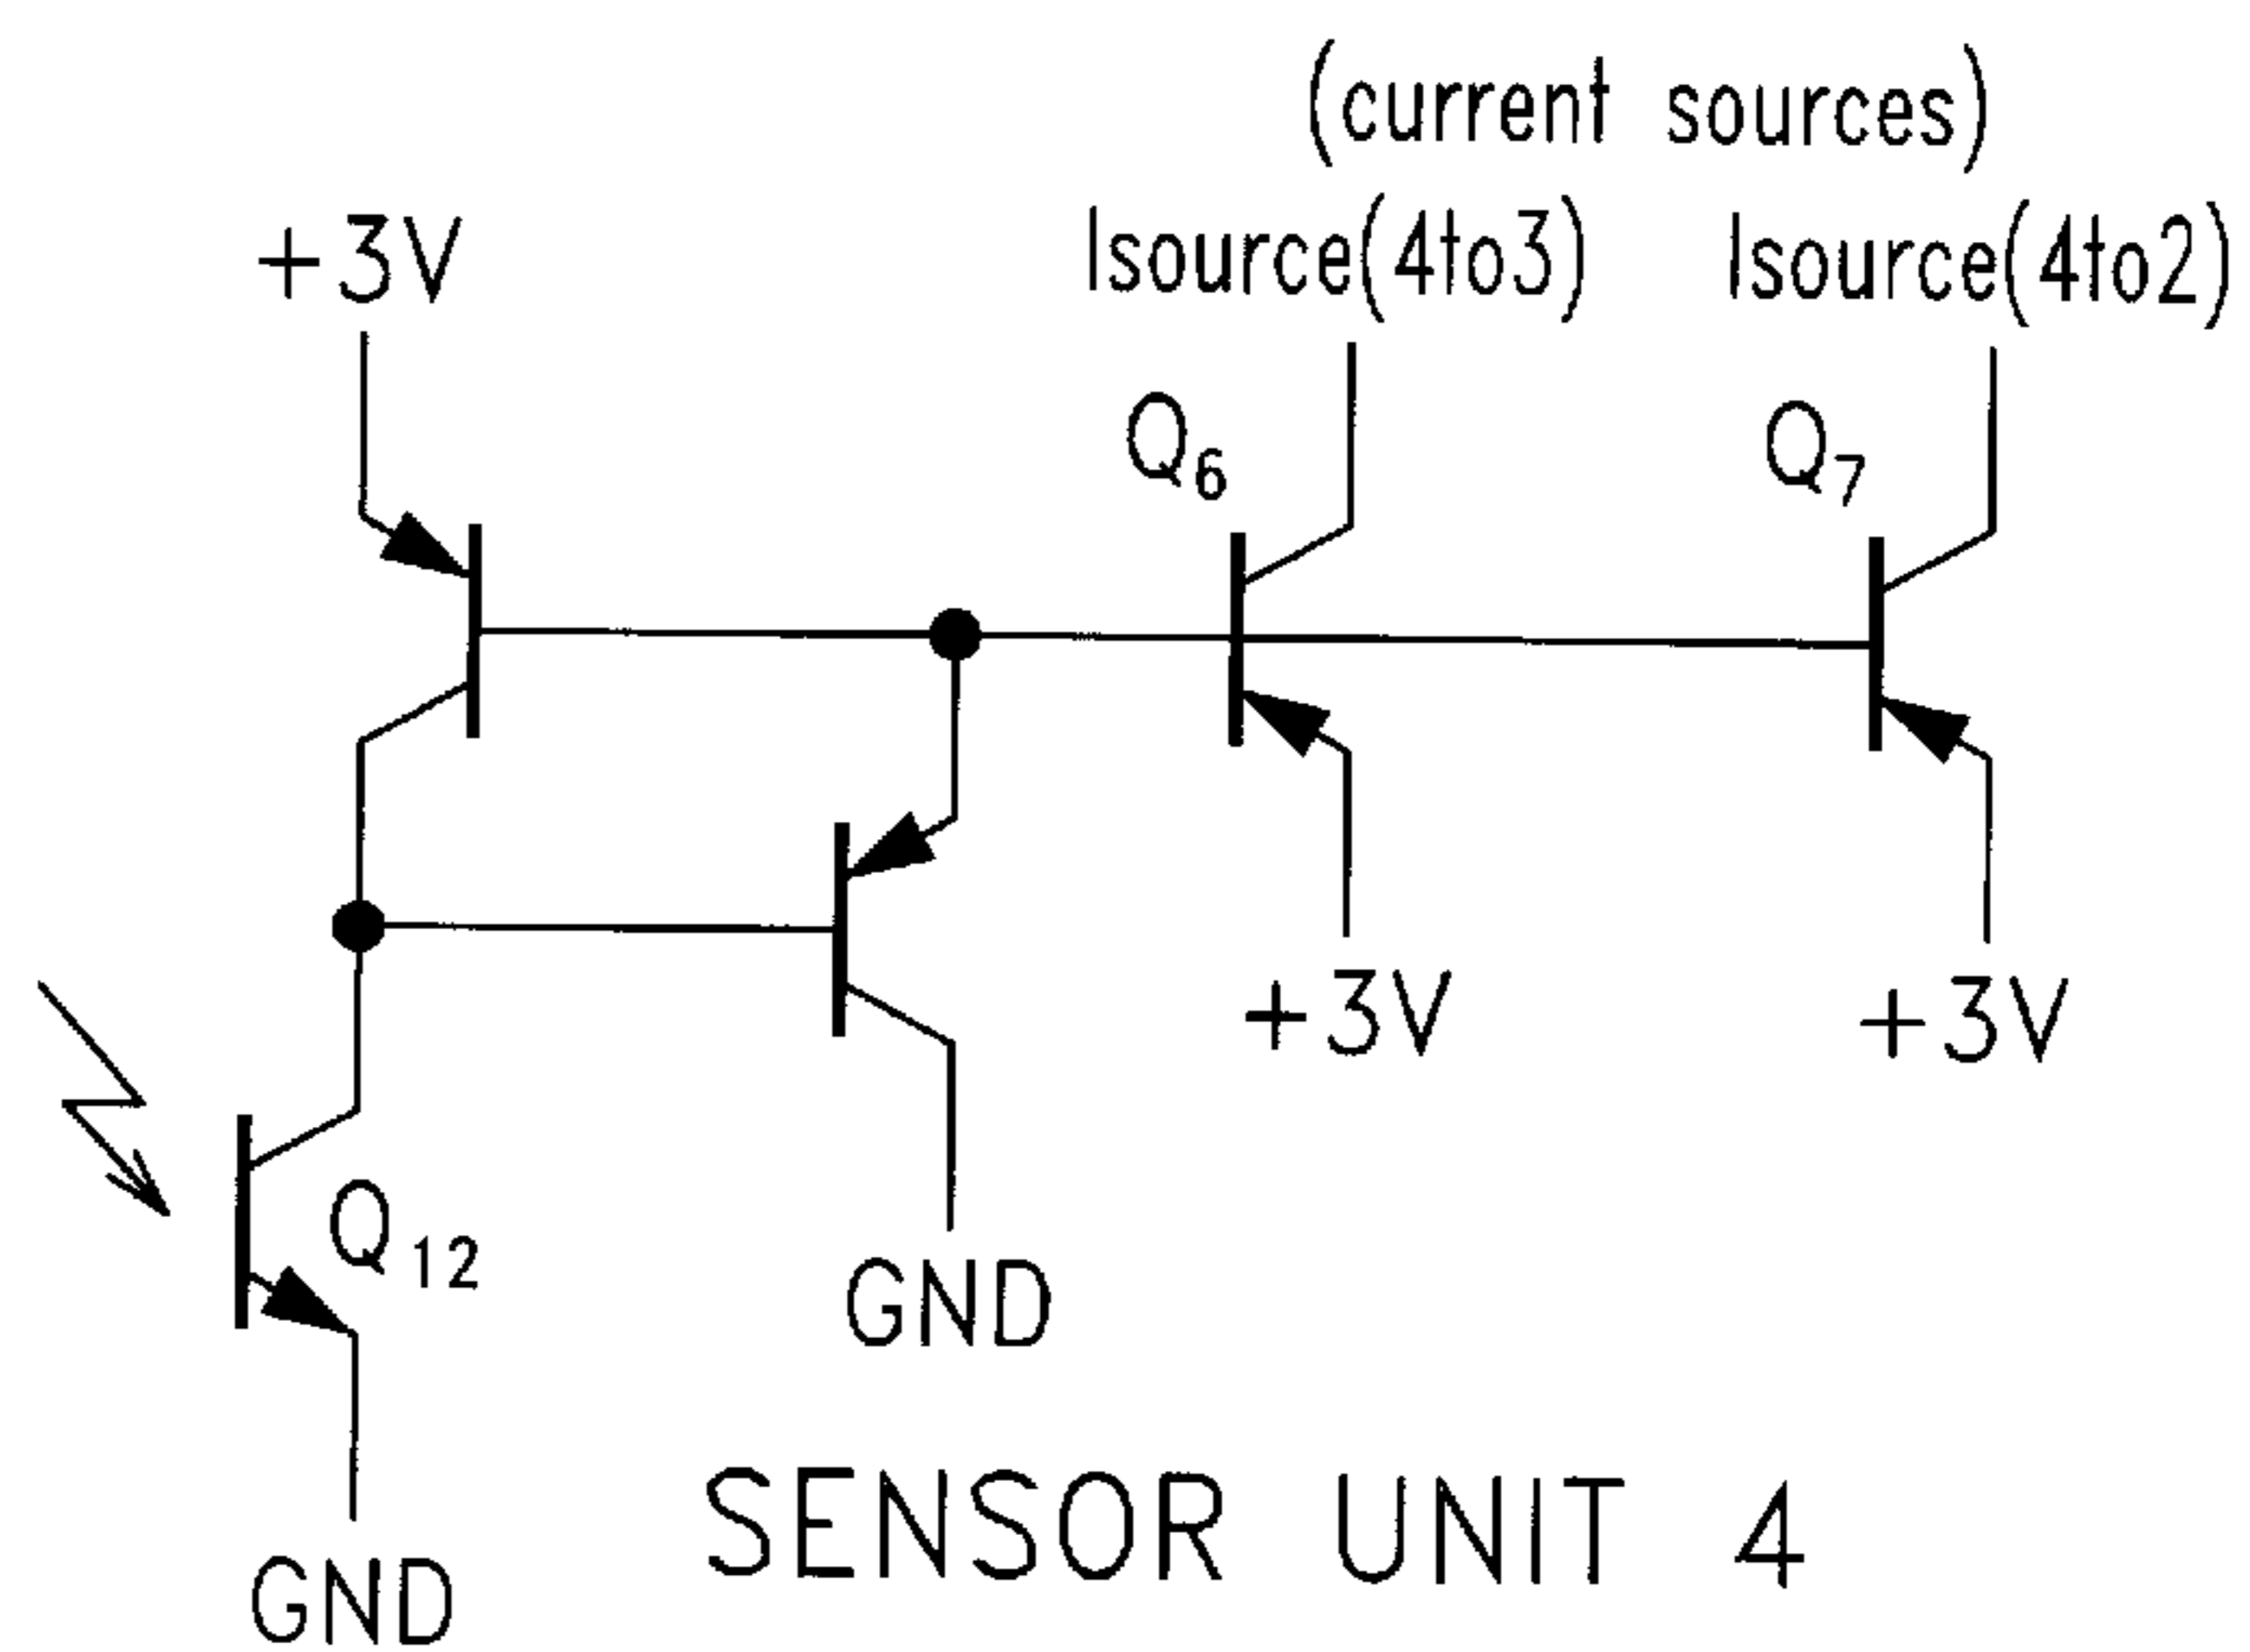 (current sources)
+3V
Isource(4to3)
Isource(4to2)
Q6
Q7
+3V
+3V
Q12
GND
SENSOR UNIT 4
GND